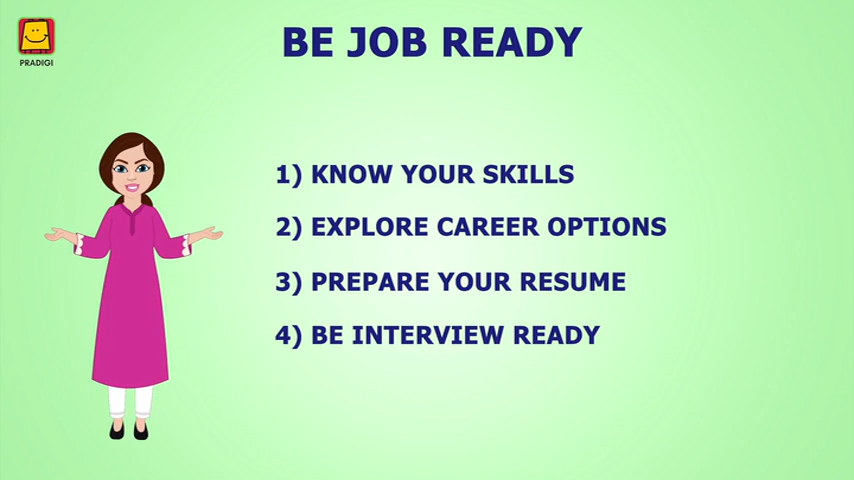 PRADIGI
BE JOB READY
1) KNOW YOUR SKILLS
2) EXPLORE CAREER OPTIONS
3) PREPARE YOUR RESUME
4) BE INTERVIEW READY